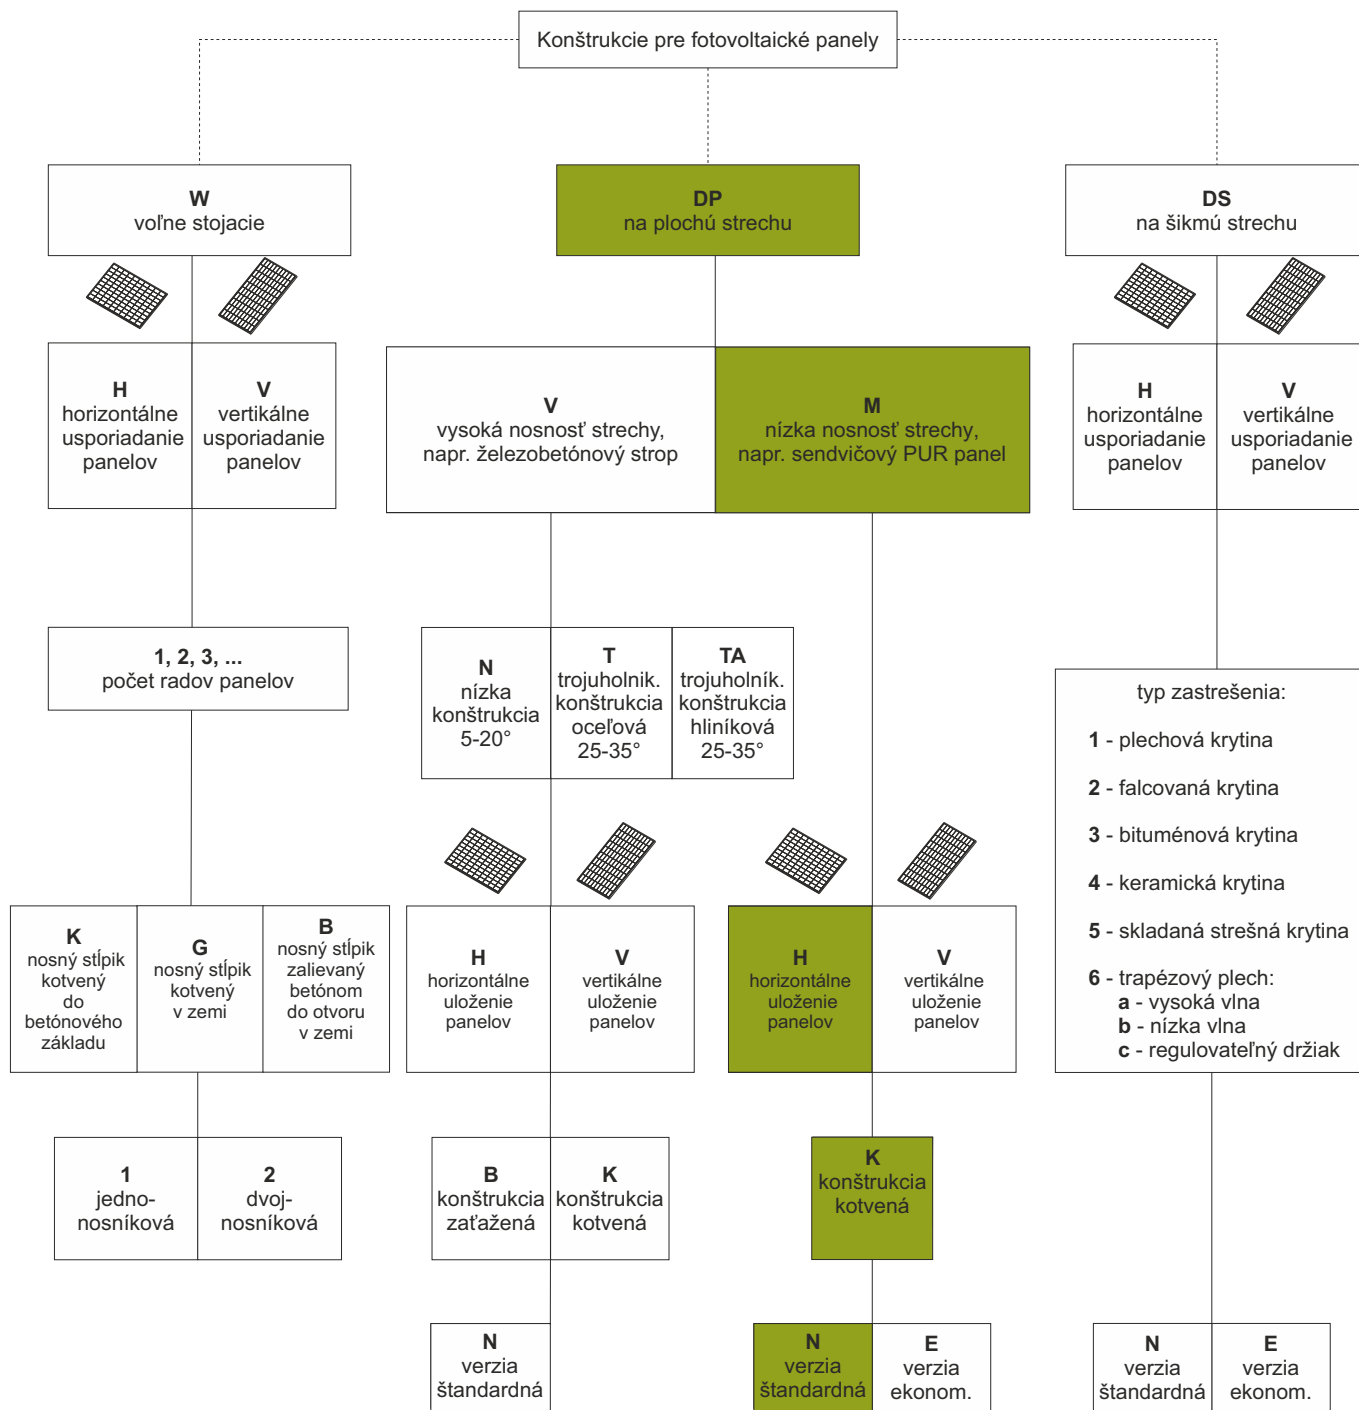 Konštrukcie pre fotovoltaické panely
W
voľne stojacie
DP
na plochú strechu
DS
na šikmú strechu
H
horizontálne
usporiadanie
panelov
V
vertikálne
usporiadanie
panelov
V
vysoká nosnosť strechy,
napr. železobetónový strop
M
nízka nosnosť strechy,
napr. sendvičový PUR panel
H
horizontálne
usporiadanie
panelov
V
vertikálne
usporiadanie
panelov
1, 2, 3, ...
počet radov panelov
N
nízka
konštrukcia
5-20°
T
trojuholnik.
konštrukcia
oceľová
25-35°
TA
trojuholník.
konštrukcia
hliníková
25-35°
typ zastrešenia:
1 - plechová krytina
2 - falcovaná krytina
3 - bituménová krytina
4 - keramická krytina
5 - skladaná strešná krytina
6 - trapézový plech:
a - vysoká vlna
b - nízka vlna
c - regulovateľný držiak
K
nosný stĺpik
kotvený
do
betónového
základu
G
nosný stĺpik
kotvený
v zemi
B
nosný stĺpik
zalievaný
betónom
do otvoru
v zemi
H
horizontálne
uloženie
panelov
V
vertikálne
uloženie
panelov
H
horizontálne
uloženie
panelov
V
vertikálne
uloženie
panelov
1
jedno-
nosníková
2
dvoj-
nosníková
B
konštrukcia
zaťažená
K
konštrukcia
kotvená
K
konštrukcia
kotvená
N
verzia
štandardná
N
verzia
štandardná
E
verzia
ekonom.
N
verzia
štandardná
E
verzia
ekonom.